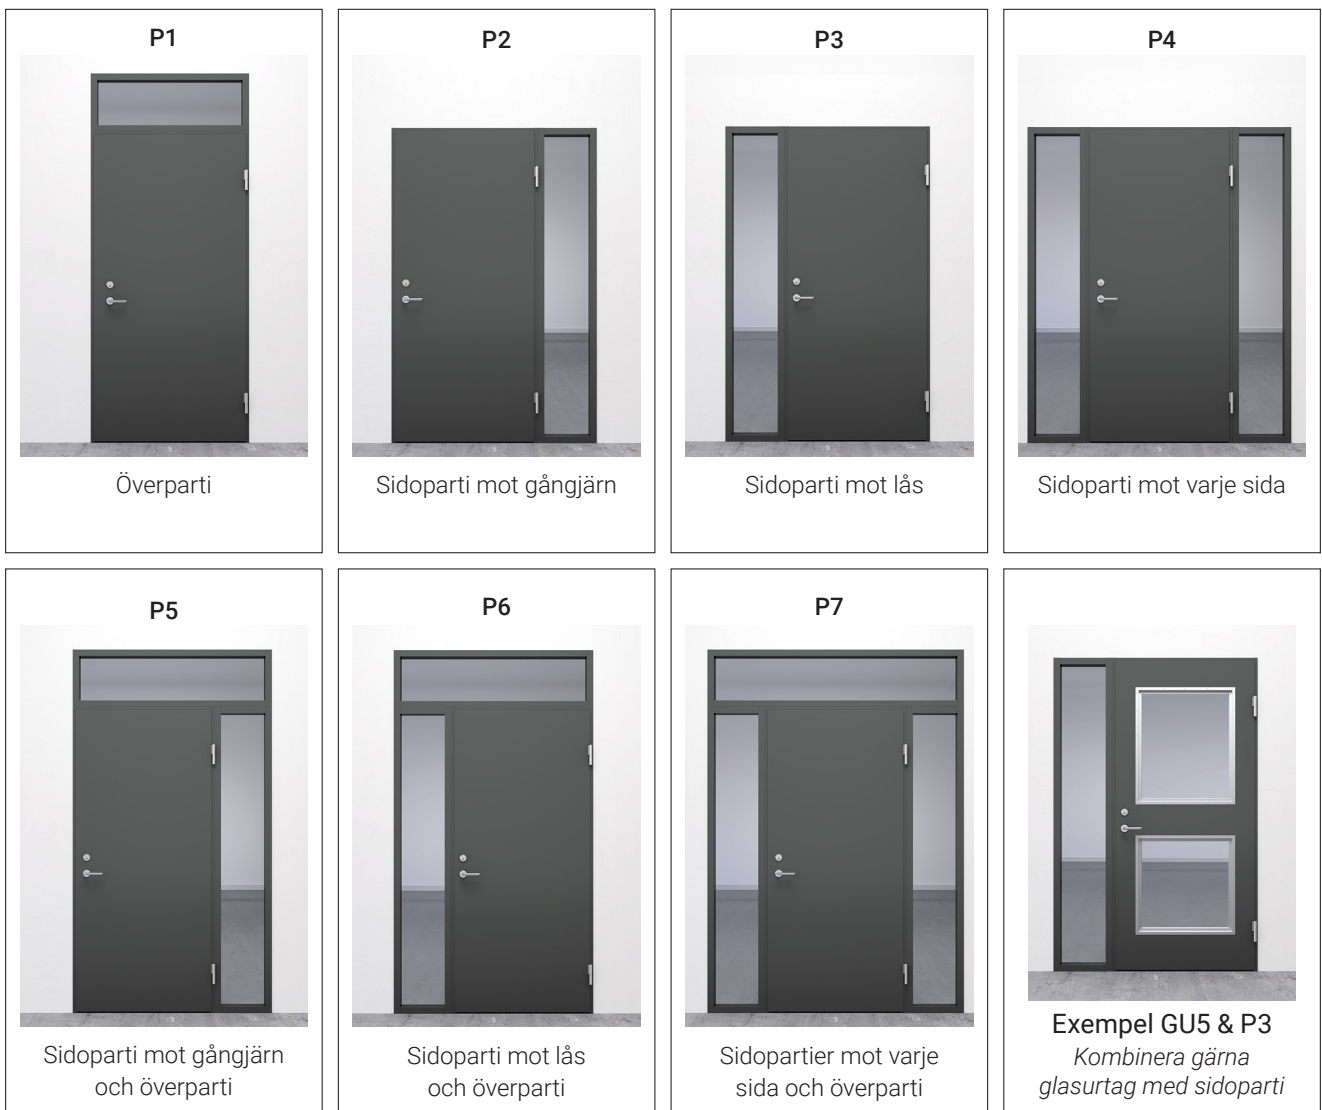 P1
Överparti
P2
Sidoparti mot gångjärn
P3
Sidoparti mot lås
P4
Sidoparti mot varje sida
P5
Sidoparti mot gångjärn
och överparti
P6
Sidoparti mot lås
och överparti
P7
Sidopartier mot varje
sida och överparti
Exempel GU5 & P3
Kombinera gärna
glasurtag med sidoparti